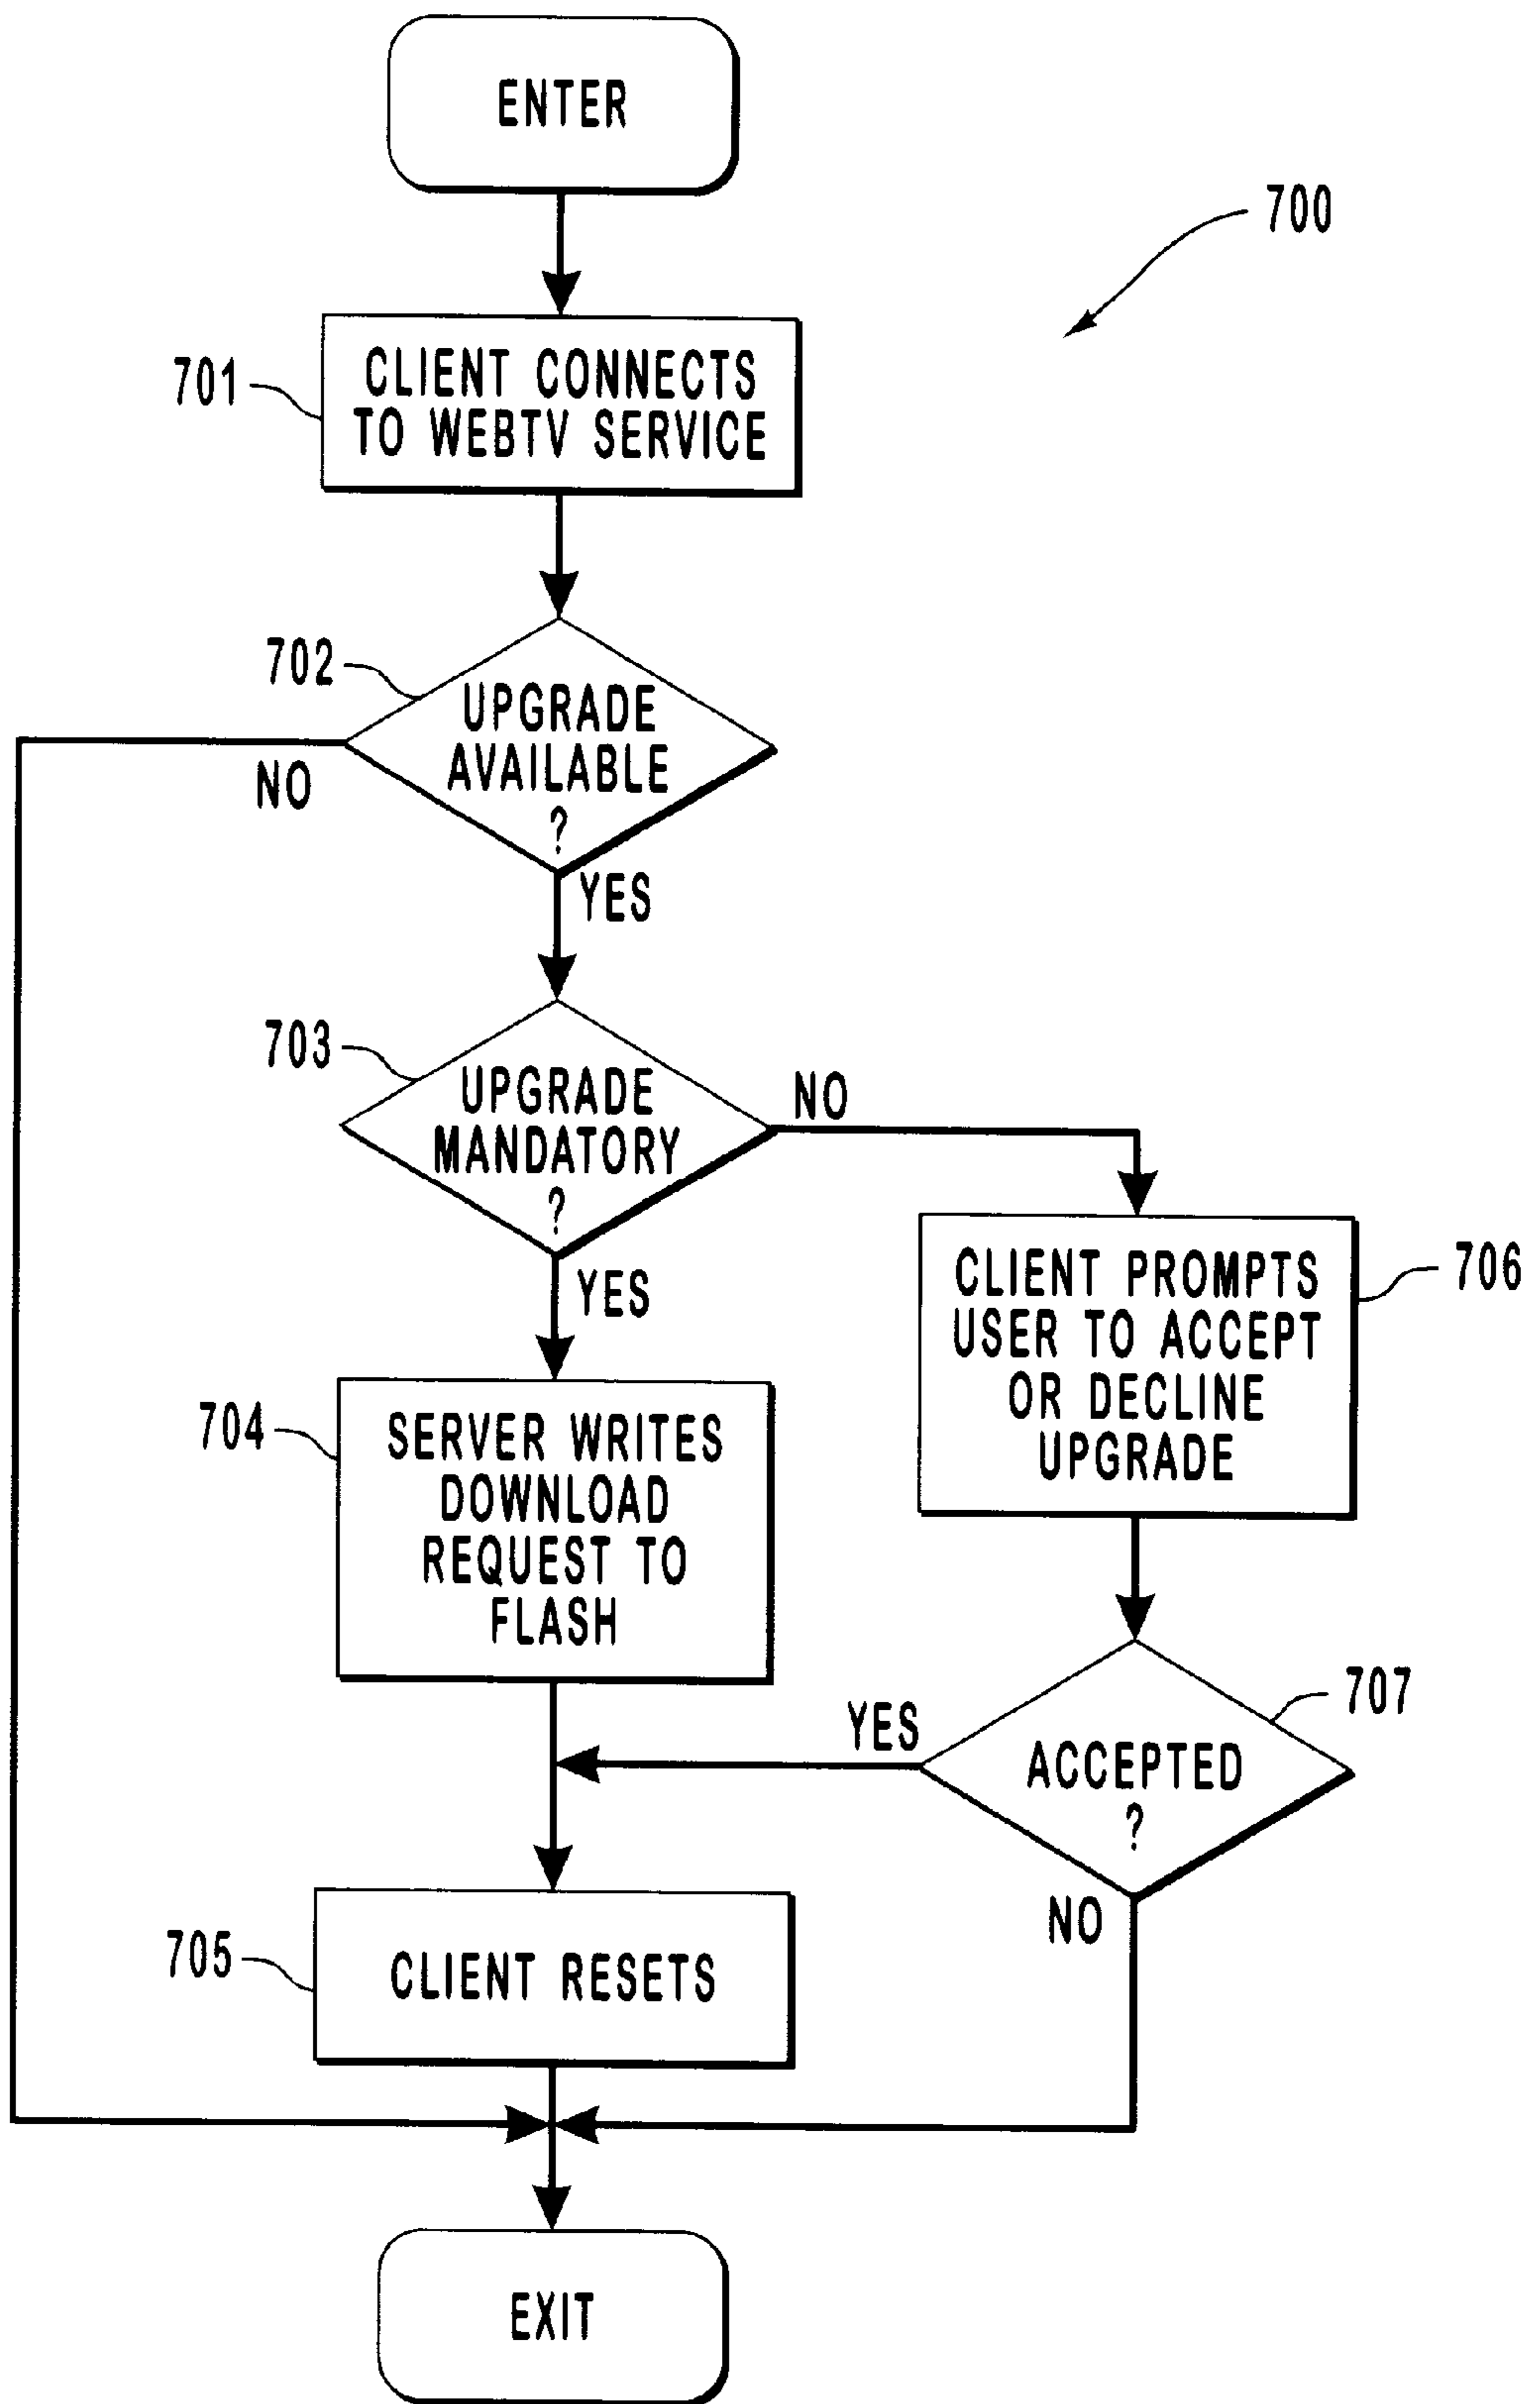 ENTER
700
701
CLIENT CONNECTS
TO WEBTV SERVICE
702
UPGRADE
AVAILABLE
?
NO
YES
703
UPGRADE
MANDATORY
?
NO
YES
706
CLIENT PROMPTS
USER TO ACCEPT
OR DECLINE
UPGRADE
704
SERVER WRITES
DOWNLOAD
REQUEST TO
FLASH
707
YES
ACCEPTED
?
NO
705
CLIENT RESETS
EXIT